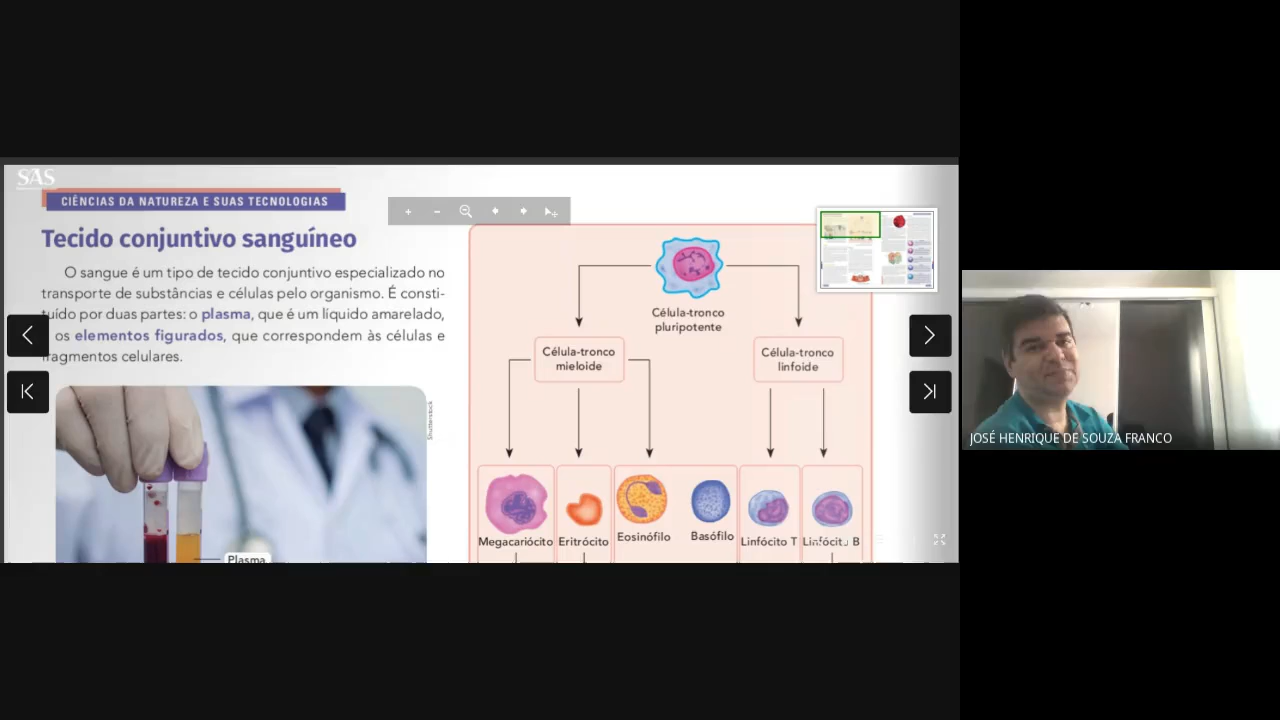 SAS
CIÊNCIAS DA NATUREZA E SUAS TECNOLOGIAS
Tecido conjuntivo sanguíneo
O sangue é um tipo de tecido conjuntivo especializado no
transporte de substâncias e células pelo organismo. É consti-
tuído por duas partes: o plasma, que é um líquido amarelado,
os elementos figurados, que correspondem às células e
fragmentos celulares.
Shutterstock
Plasma
Célula-tronco
pluripotente
Célula-tronco
mieloide
Célula-tronco
linfoide
Megacariócito
Eritrócito
Eosinófilo
Basófilo
Linfócito T
Linfócito B
JOSÉ HENRIQUE DE SOUZA FRANCO